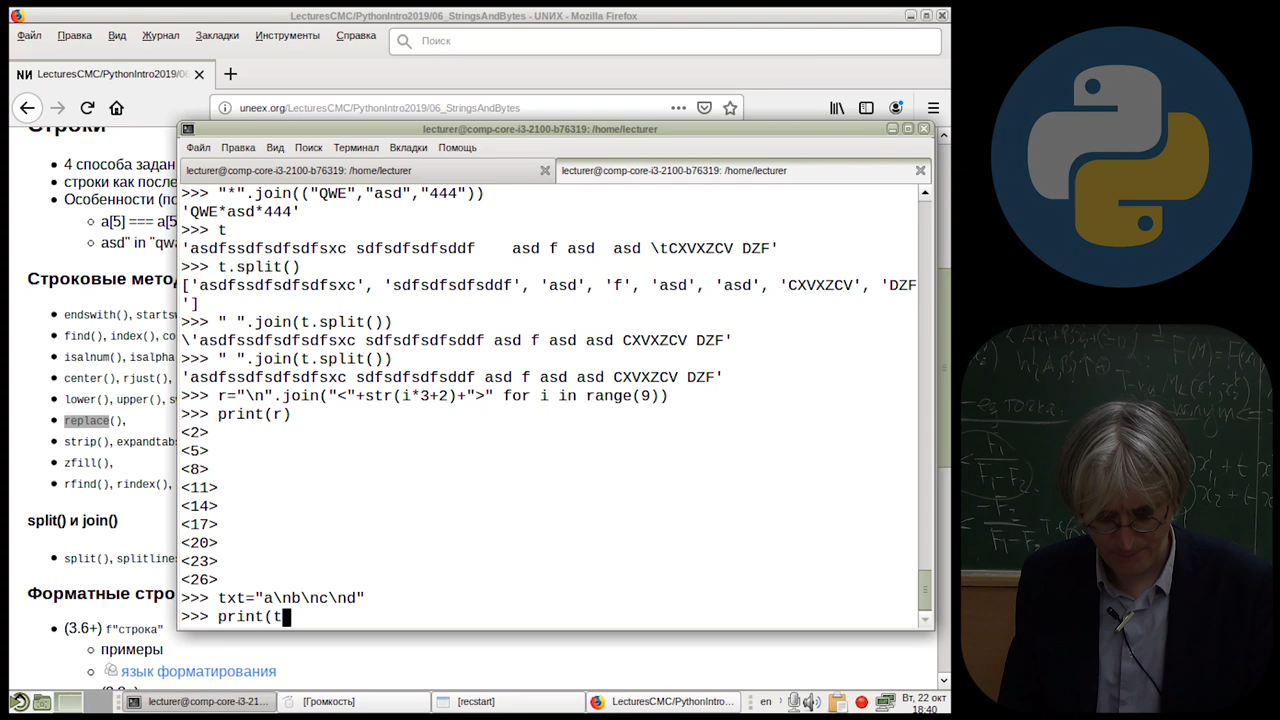 LecturesCMC/PythonIntro2019/06_StringsAndBytes - UNИX - Mozilla Firefox
Файл Правка Вид Журнал Закладки Инструменты Справка
Поиск
NИ LecturesCMC/PythonIntro2019/06
uneex.org/LecturesCMC/PythonIntro2019/06_StringsAndBytes
lecturer@comp-core-i3-2100-b76319: /home/lecturer
Файл Правка Вид Поиск Терминал Вкладки Помощь
lecturer@comp-core-i3-2100-b76319: /home/lecturer
lecturer@comp-core-i3-2100-b76319: /home/lecturer
Строки
4 способа задан
строки как после
Особенности (по
a[5] === a[5
asd" in "qwa
Строковые мето
endswith(), starts
find(), index(), co
isalnum(), isalpha
center(), rjust(),
lower(), upper(), s
replace(),
strip(), expandtabs
zfill(),
rfind(), rindex(),
split() и join()
split(), splitlines
Форматные стро
(3.6+) f"строка"
примеры
язык форматирования
>>> "*".join(("QWE","asd","444"))
'QWE*asd*444'
>>> t
'asdfssdfsdfsdfsxc sdfsdfsdfsddf    asd f asd  asd \tCXVXZCV DZF'
>>> t.split()
['asdfssdfsdfsdfsxc', 'sdfsdfsdfsddf', 'asd', 'f', 'asd', 'asd', 'CXVXZCV', 'DZF
']
>>> " ".join(t.split())
\'asdfssdfsdfsdfsxc sdfsdfsdfsddf asd f asd asd CXVXZCV DZF'
>>> " ".join(t.split())
'asdfssdfsdfsdfsxc sdfsdfsdfsddf asd f asd asd CXVXZCV DZF'
>>> r="\n".join("<"+str(i*3+2)+">" for i in range(9))
>>> print(r)
<2>
<5>
<8>
<11>
<14>
<17>
<20>
<23>
<26>
>>> txt="a\nb\nc\nd"
>>> print(t
lecturer@comp-core-i3-21...
[Громкость]
[recstart]
LecturesCMC/PythonIntro...
en
Вт, 22 окт
18:40